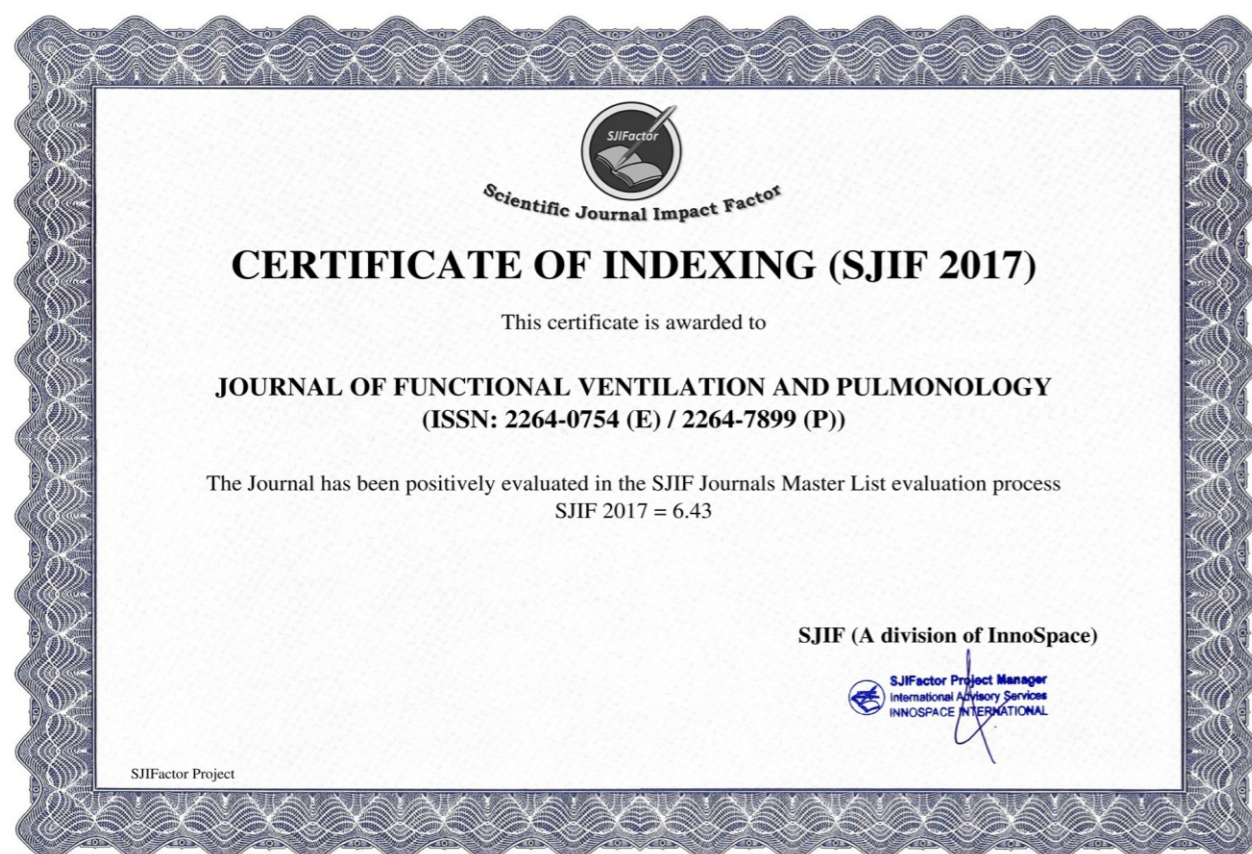 SJIFactor
Scientific Journal Impact Factor
CERTIFICATE OF INDEXING (SJIF 2017)
This certificate is awarded to
JOURNAL OF FUNCTIONAL VENTILATION AND PULMONOLOGY
(ISSN: 2264-0754 (E) / 2264-7899 (P))
The Journal has been positively evaluated in the SJIF Journals Master List evaluation process
SJIF 2017 = 6.43
SJIF (A division of InnoSpace)
SJIFactor Project Manager
International Advisory Services
INNOSPACE INTERNATIONAL
SJIFactor Project